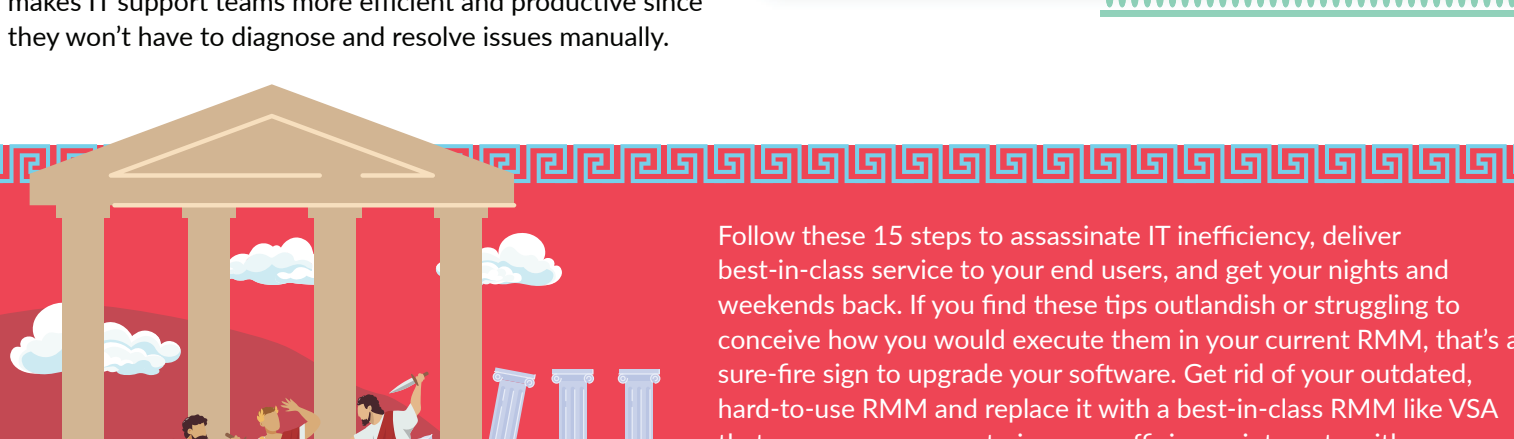 makes IT support teams more efficient and productive since
they won't have to diagnose and resolve issues manually.
Follow these 15 steps to assassinate IT inefficiency, deliver
best-in-class service to your end users, and get your nights and
weekends back. If you find these tips outlandish or struggling to
conceive how you would execute them in your current RMM, that's a
sure-fire sign to upgrade your software. Get rid of your outdated,
hard-to-use RMM and replace it with a best-in-class RMM like VSA